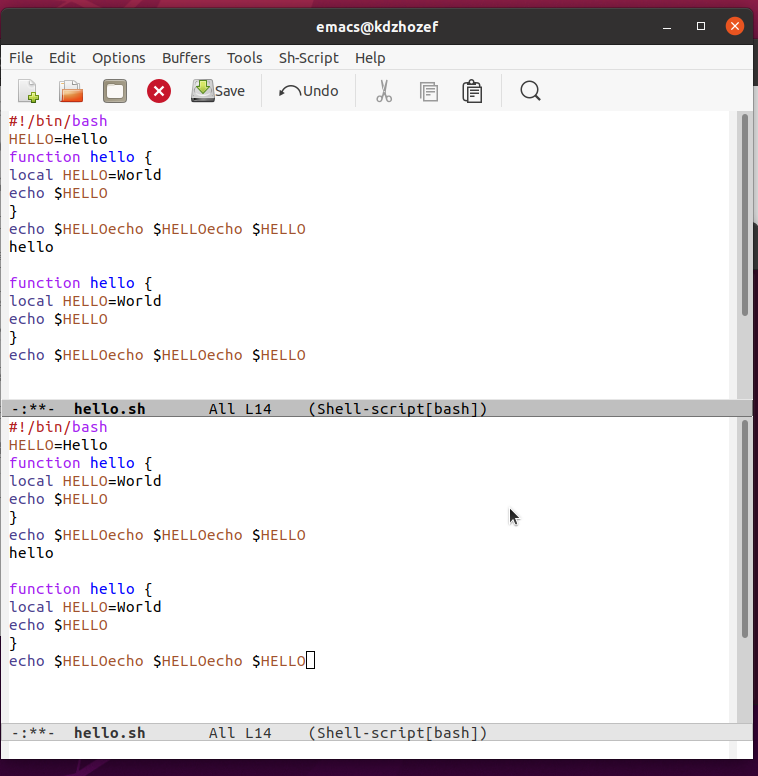 emacs@kdzhozef
File Edit Options Buffers Tools Sh-Script Help
Save Undo
#!/bin/bash
HELLO=Hello
function hello {
local HELLO=World
echo $HELLO
}
echo $HELLOecho $HELLOecho $HELLO
hello

function hello {
local HELLO=World
echo $HELLO
}
echo $HELLOecho $HELLOecho $HELLO
-:**- hello.sh All L14 (Shell-script[bash])
#!/bin/bash
HELLO=Hello
function hello {
local HELLO=World
echo $HELLO
}
echo $HELLOecho $HELLOecho $HELLO
hello

function hello {
local HELLO=World
echo $HELLO
}
echo $HELLOecho $HELLOecho $HELLO
-:**- hello.sh All L14 (Shell-script[bash])